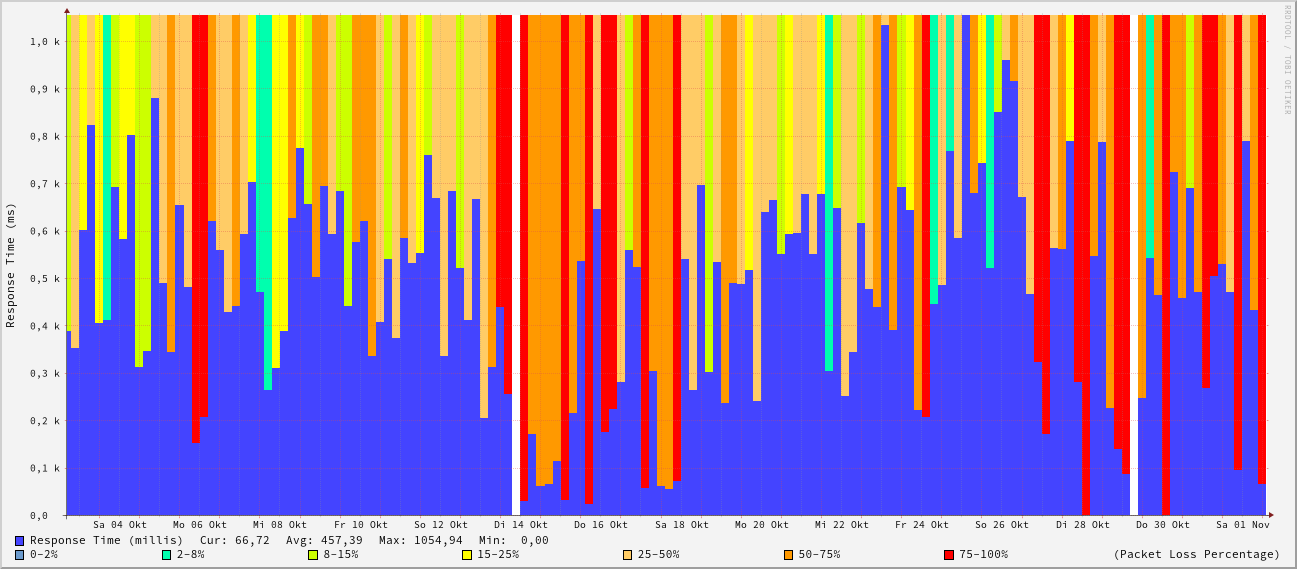 RRDTOOL / TOBI OETIKER
Response Time (ms)
1,0 k
0,9 k
0,8 k
0,7 k
0,6 k
0,5 k
0,4 k
0,3 k
0,2 k
0,1 k
0,0
Sa 04 Okt Mo 06 Okt Mi 08 Okt Fr 10 Okt So 12 Okt Di 14 Okt Do 16 Okt Sa 18 Okt Mo 20 Okt Mi 22 Okt Fr 24 Okt So 26 Okt Di 28 Okt Do 30 Okt Sa 01 Nov
Response Time (millis) Cur: 66,72 Avg: 457,39 Max: 1054,94 Min: 0,00
0-2% 2-8% 8-15% 15-25% 25-50% 50-75% 75-100% (Packet Loss Percentage)